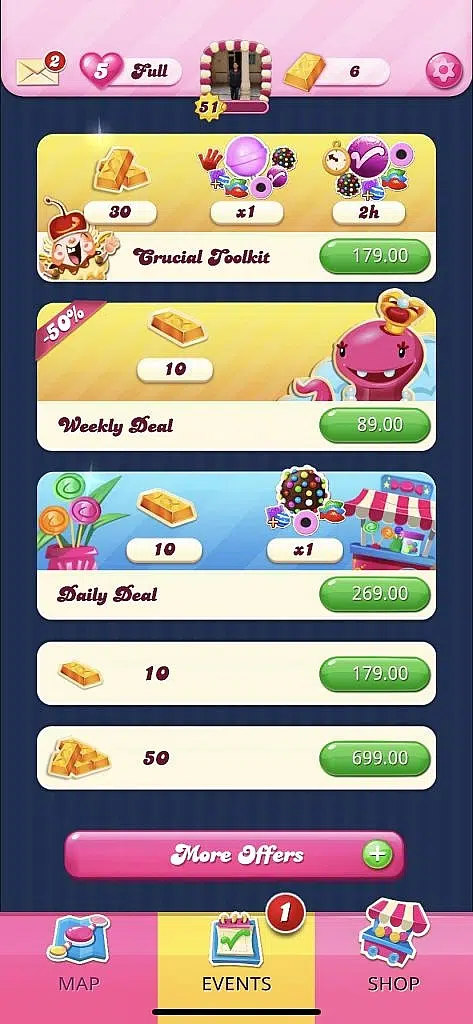 2
5
Full
6
51
30
x1
2h
Crucial Toolkit
179.00
-50%
10
Weekly Deal
89.00
10
x1
Daily Deal
269.00
10
179.00
50
699.00
More Offers
1
MAP
EVENTS
SHOP